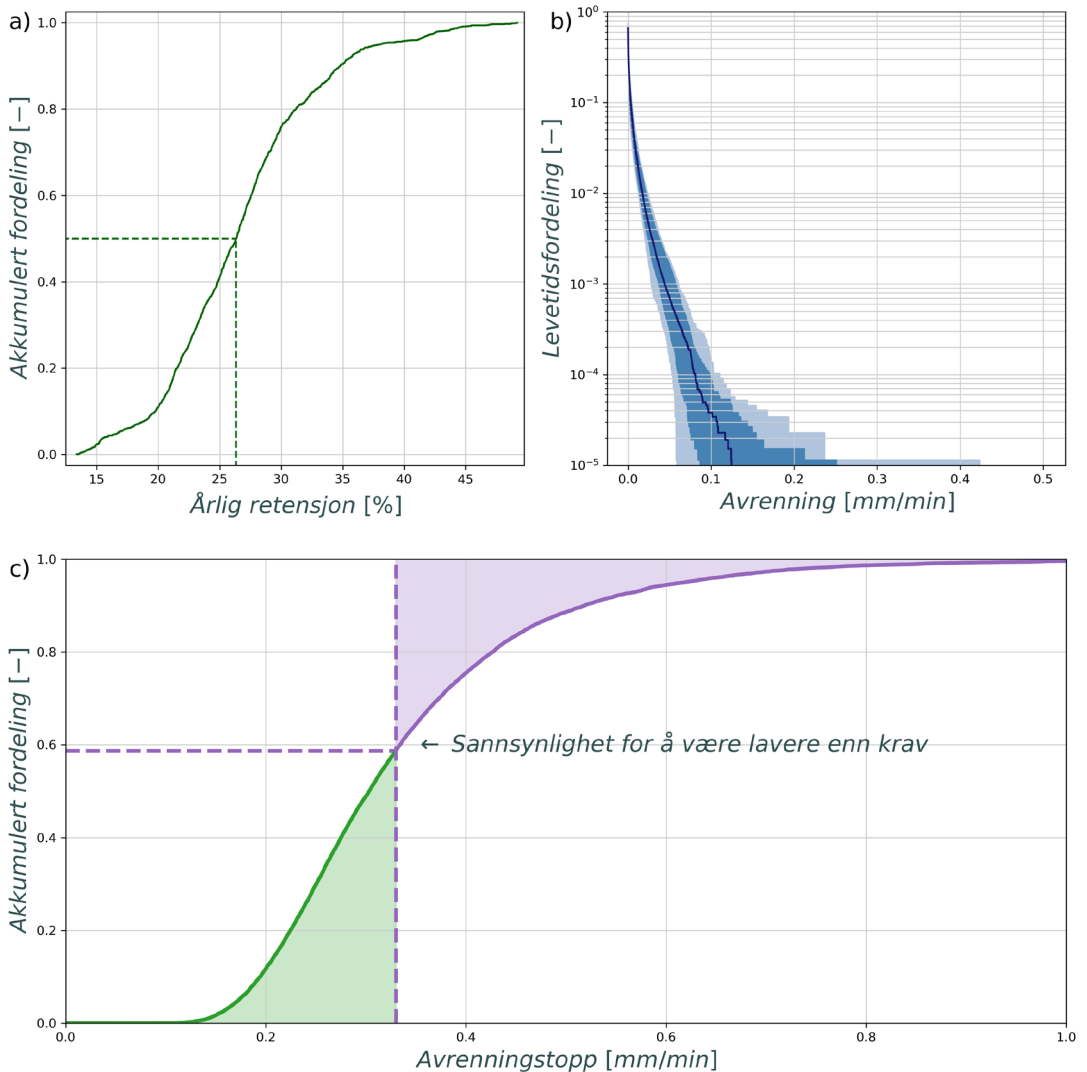 a)
Akkumulert fordeling [−]
1.0
0.8
0.6
0.4
0.2
0.0
15 20 25 30 35 40 45
Årlig retensjon [%]
b)
Levetidsfordeling [−]
10⁰
10⁻¹
10⁻²
10⁻³
10⁻⁴
10⁻⁵
0.0 0.1 0.2 0.3 0.4 0.5
Avrenning [mm/min]
c)
Akkumulert fordeling [−]
1.0
0.8
0.6
0.4
0.2
0.0
← Sannsynlighet for å være lavere enn krav
0.0 0.2 0.4 0.6 0.8 1.0
Avrenningstopp [mm/min]